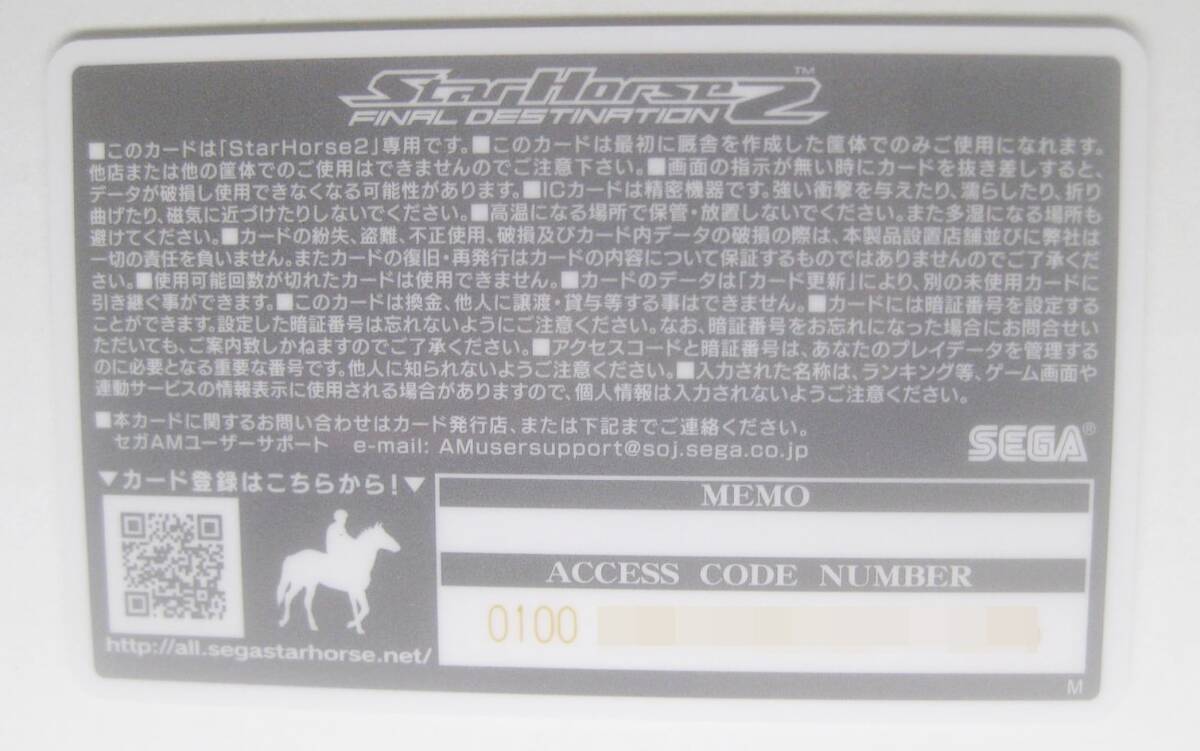 StarHorse2™
FINAL DESTINATION
■このカードは「StarHorse2」専用です。■このカードは最初に厩舎を作成した筐体でのみご使用になれます。
他店または他の筐体でのご使用はできませんのでご注意下さい。■画面の指示が無い時にカードを抜き差しすると、
データが破損し使用できなくなる可能性があります。■ICカードは精密機器です。強い衝撃を与えたり、濡らしたり、折り
曲げたり、磁気に近づけたりしないでください。■高温になる場所で保管・放置しないでください。また多湿になる場所も
避けてください。■カードの紛失、盗難、不正使用、破損及びカード内データの破損の際は、本製品設置店舗並びに弊社は
一切の責任を負いません。またカードの復旧・再発行はカードの内容について保証するものではありませんのでご了承くださ
い。■使用可能回数が切れたカードは使用できません。■カードのデータは「カード更新」により、別の未使用カードに
引き継ぐ事ができます。■このカードは換金、他人に譲渡・貸与等する事はできません。■カードには暗証番号を設定する
ことができます。設定した暗証番号は忘れないようにご注意ください。なお、暗証番号をお忘れになった場合にお問合せい
ただいても、ご案内致しかねますのでご了承ください。■アクセスコードと暗証番号は、あなたのプレイデータを管理する
のに必要となる重要な番号です。他人に知られないようご注意ください。■入力された名称は、ランキング等、ゲーム画面や
連動サービスの情報表示に使用される場合がありますので、個人情報は入力されないようご注意ください。
■本カードに関するお問い合わせはカード発行店、または下記までご連絡ください。
セガAMユーザーサポート e-mail: AMusersupport@soj.sega.co.jp
SEGA®
▼カード登録はこちらから!▼
http://all.segastarhorse.net/
MEMO
ACCESS CODE NUMBER
0100
M